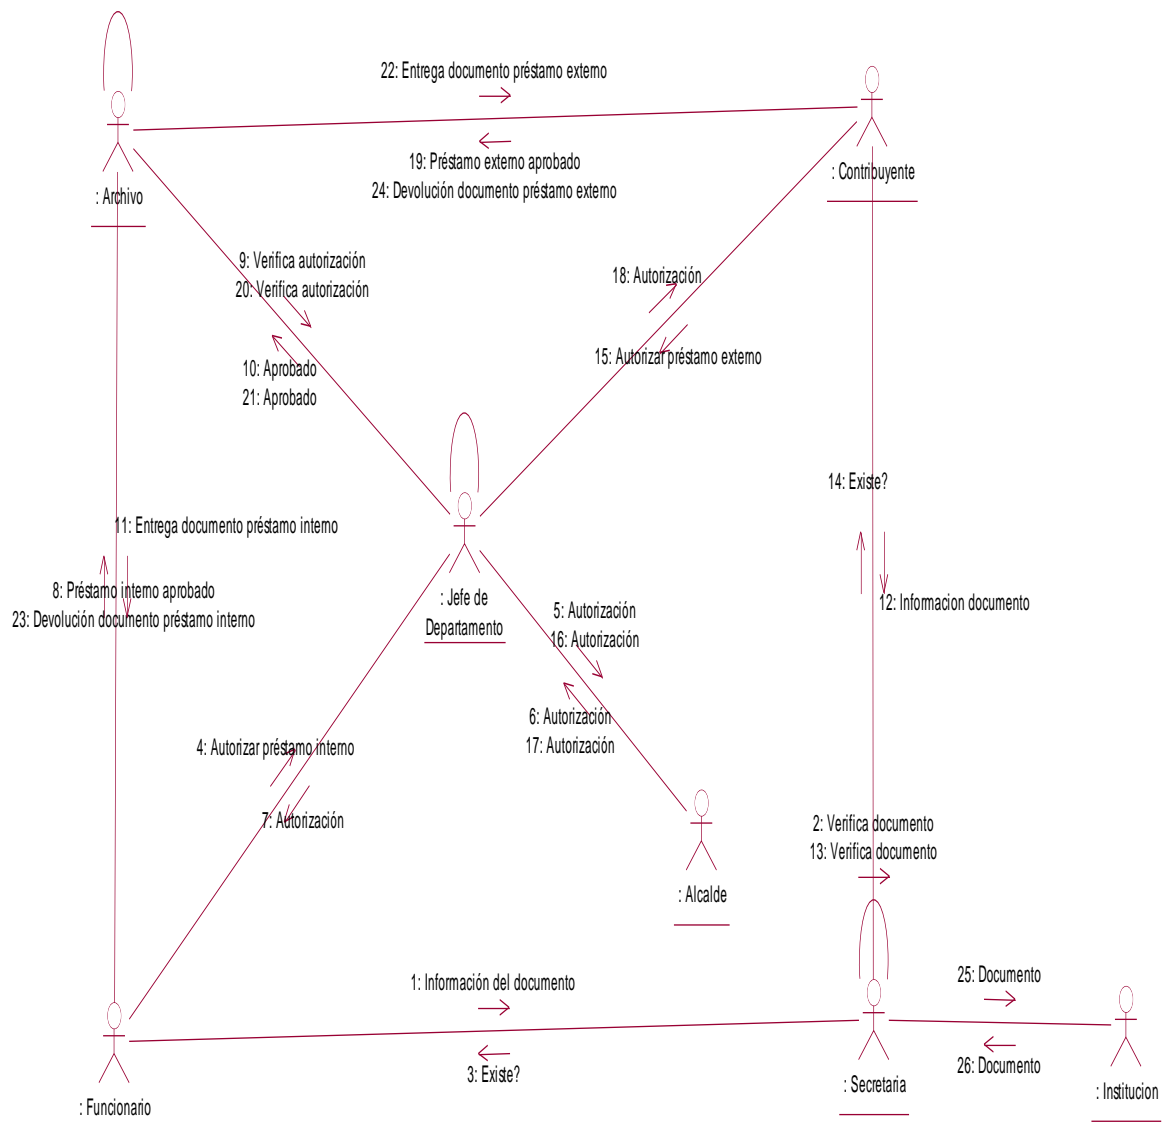 22: Entrega documento préstamo externo
19: Préstamo externo aprobado
24: Devolución documento préstamo externo
: Archivo
: Contribuyente
9: Verifica autorización
20: Verifica autorización
18: Autorización
15: Autorizar préstamo externo
10: Aprobado
21: Aprobado
14: Existe?
11: Entrega documento préstamo interno
8: Préstamo interno aprobado
23: Devolución documento préstamo interno
: Jefe de
Departamento
5: Autorización
16: Autorización
12: Informacion documento
6: Autorización
17: Autorización
4: Autorizar préstamo interno
7: Autorización
2: Verifica documento
13: Verifica documento
: Alcalde
1: Información del documento
25: Documento
3: Existe?
26: Documento
: Funcionario
: Secretaria
: Institucion